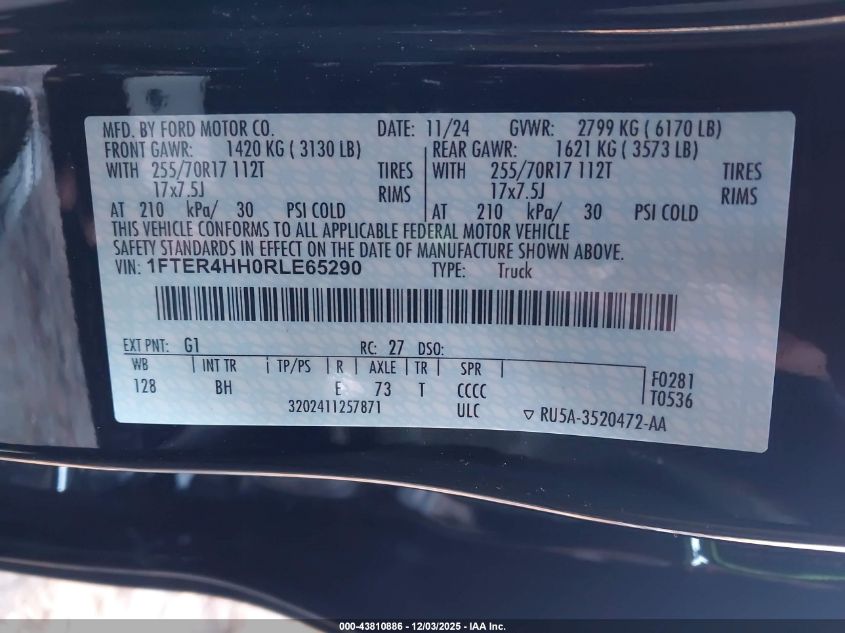 MFD. BY FORD MOTOR CO. DATE: 11/24 GVWR: 2799 KG ( 6170 LB)
FRONT GAWR: 1420 KG ( 3130 LB) REAR GAWR: 1621 KG ( 3573 LB)
WITH 255/70R17 112T TIRES WITH 255/70R17 112T TIRES
17x7.5J RIMS 17x7.5J RIMS
AT 210 kPa/ 30 PSI COLD AT 210 kPa/ 30 PSI COLD
THIS VEHICLE CONFORMS TO ALL APPLICABLE FEDERAL MOTOR VEHICLE
SAFETY STANDARDS IN EFFECT ON THE DATE OF MANUFACTURE SHOWN ABOVE.
VIN: 1FTER4HH0RLE65290 TYPE: Truck
EXT PNT: G1 RC: 27 DSO:
WB INT TR TP/PS R AXLE TR SPR
128 BH E 73 T CCCC F0281
T0536
3202411257871 ULC RU5A-3520472-AA
000-43810886 - 12/03/2025 - IAA Inc.